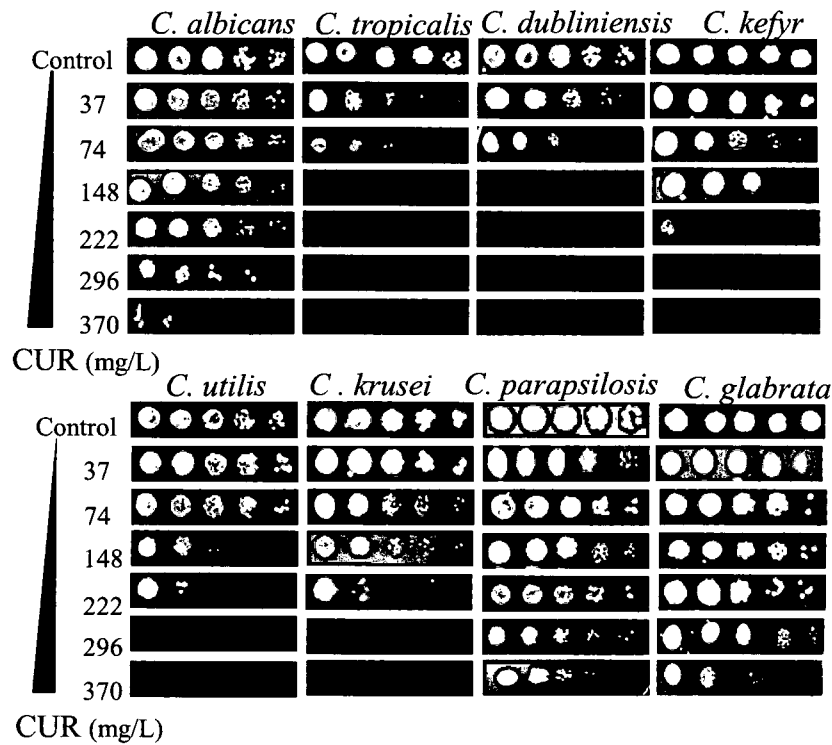 C. albicans C. tropicalis C. dubliniensis C. kefyr
Control
37
74
148
222
296
370
CUR (mg/L)
C. utilis C . krusei C. parapsilosis C. glabrata
Control
37
74
148
222
296
370
CUR (mg/L)